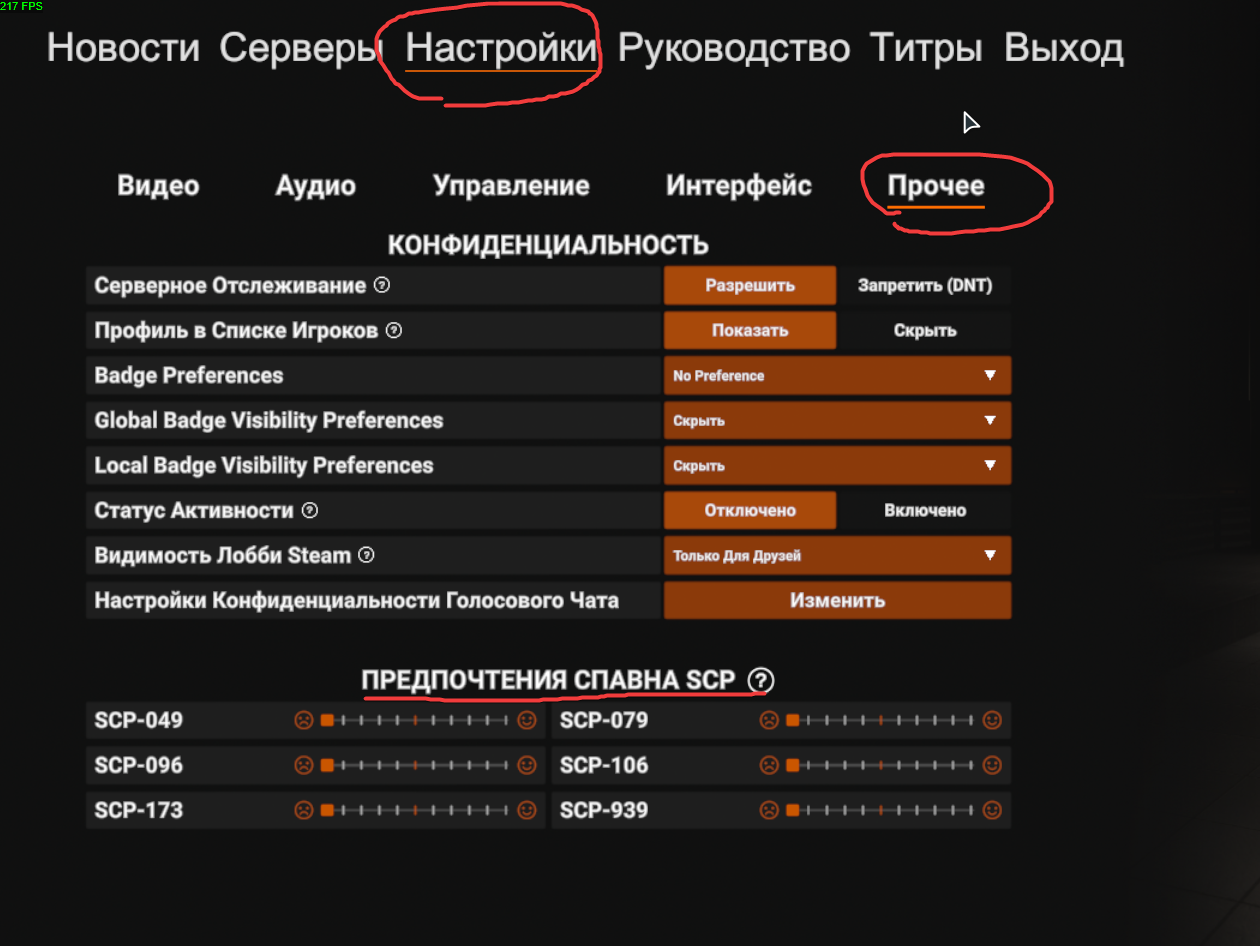 217 FPS
Новости Серверы Настройки Руководство Титры Выход
Видео Аудио Управление Интерфейс Прочее
КОНФИДЕНЦИАЛЬНОСТЬ
Серверное Отслеживание ? Разрешить Запретить (DNT)
Профиль в Списке Игроков ? Показать Скрыть
Badge Preferences No Preference
Global Badge Visibility Preferences Скрыть
Local Badge Visibility Preferences Скрыть
Статус Активности ? Отключено Включено
Видимость Лобби Steam ? Только Для Друзей
Настройки Конфиденциальности Голосового Чата Изменить
ПРЕДПОЧТЕНИЯ СПАВНА SCP ?
SCP-049 SCP-079
SCP-096 SCP-106
SCP-173 SCP-939